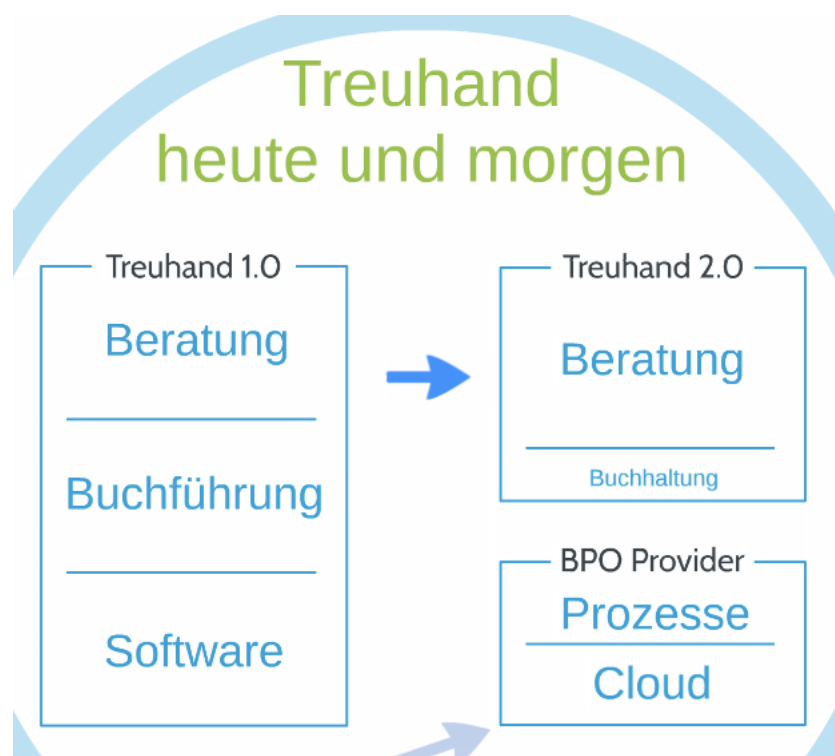 Treuhand
heute und morgen
Treuhand 1.0
Beratung
Buchführung
Software
Treuhand 2.0
Beratung
Buchhaltung
BPO Provider
Prozesse
Cloud